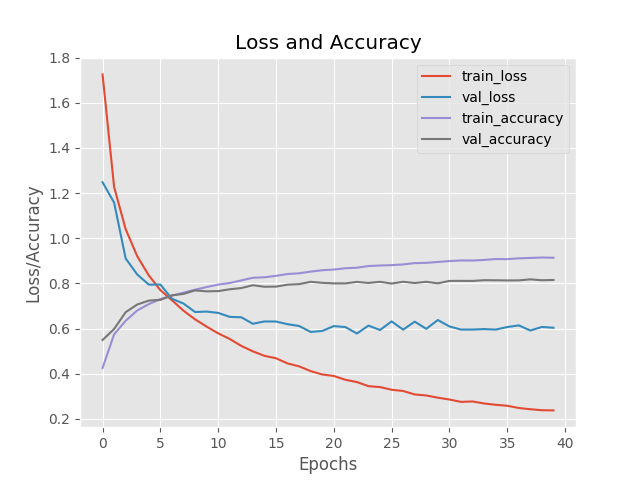 Loss and Accuracy
1.8
1.6
1.4
1.2
1.0
0.8
0.6
0.4
0.2
Loss/Accuracy
train_loss
val_loss
train_accuracy
val_accuracy
0 5 10 15 20 25 30 35 40
Epochs